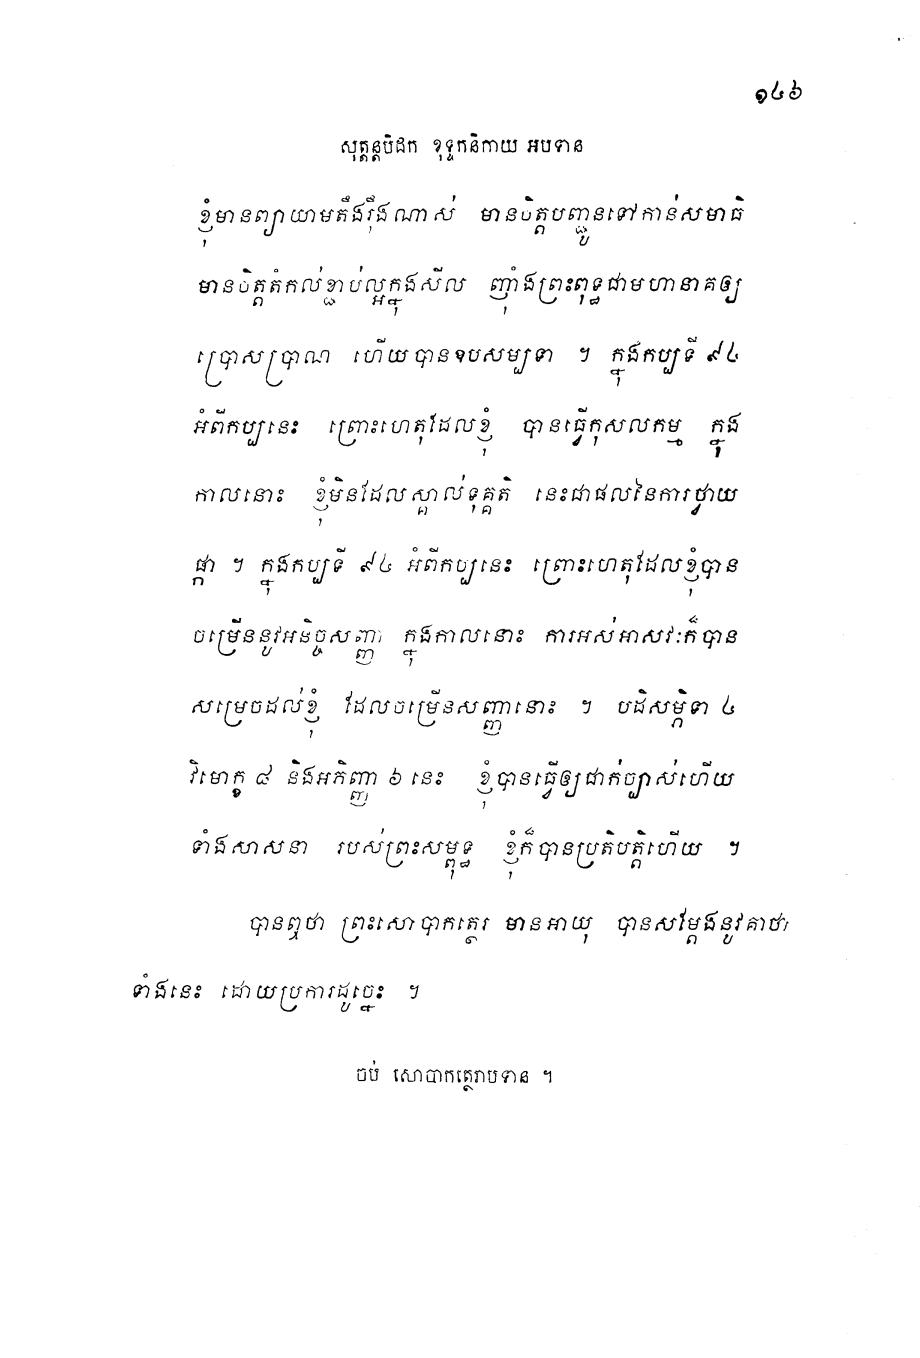 ១៤៦
សុត្តន្តបិដក ខុទ្ទកនិកាយ អបទាន
ខ្ញុំមានព្យាយាមតឹងរ៉ឹងណាស់ មានចិត្តបញ្ជូនទៅកាន់សមាធិ
មានចិត្តតំកល់ខ្ជាប់ល្អក្នុងសីល ញ៉ាំងព្រះពុទ្ធជាមហានាគឲ្យ
ប្រោសប្រាណ ហើយបានឧបសម្បទា ។ ក្នុងកប្បទី ៩៤
អំពីកប្បនេះ ព្រោះហេតុដែលខ្ញុំ បានធ្វើកុសលកម្ម ក្នុង
កាលនោះ ខ្ញុំមិនដែលស្គាល់ទុគ្គតិ នេះជាផលនៃការថ្វាយ
ផ្កា ។ ក្នុងកប្បទី ៩៤ អំពីកប្បនេះ ព្រោះហេតុដែលខ្ញុំបាន
ចម្រើននូវអនិច្ចសញ្ញា ក្នុងកាលនោះ ការអស់អាសវៈក៏បាន
សម្រេចដល់ខ្ញុំ ដែលចម្រើនសញ្ញានោះ ។ បដិសម្ភិទា ៤
វិមោក្ខ ៨ និងអភិញ្ញា ៦ នេះ ខ្ញុំបានធ្វើឲ្យជាក់ច្បាស់ហើយ
ទាំងសាសនា របស់ព្រះសម្ពុទ្ធ ខ្ញុំក៏បានប្រតិបត្តិហើយ ។
បានឮថា ព្រះសោបាកត្ថេរ មានអាយុ បានសម្តែងនូវគាថា
ទាំងនេះ ដោយប្រការដូច្នេះ ។
ចប់ សោបាកត្ថេរាបទាន ។